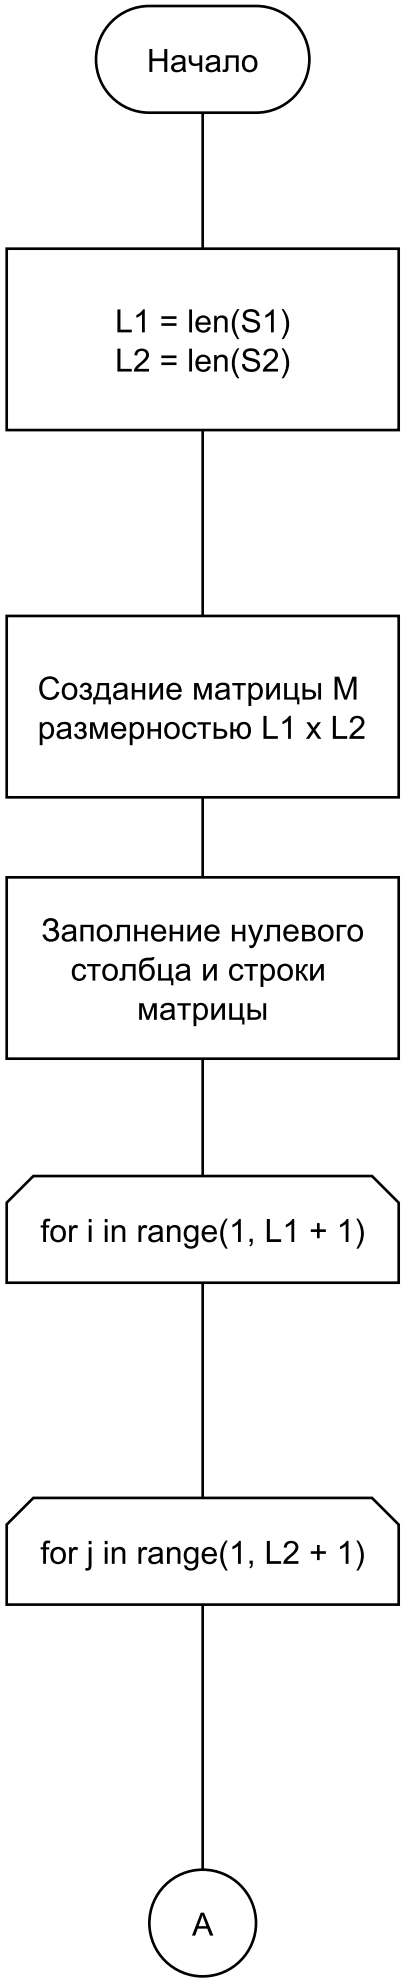 Начало
L1 = len(S1)
L2 = len(S2)
Создание матрицы M
размерностью L1 x L2
Заполнение нулевого
столбца и строки
матрицы
for i in range(1, L1 + 1)
for j in range(1, L2 + 1)
A